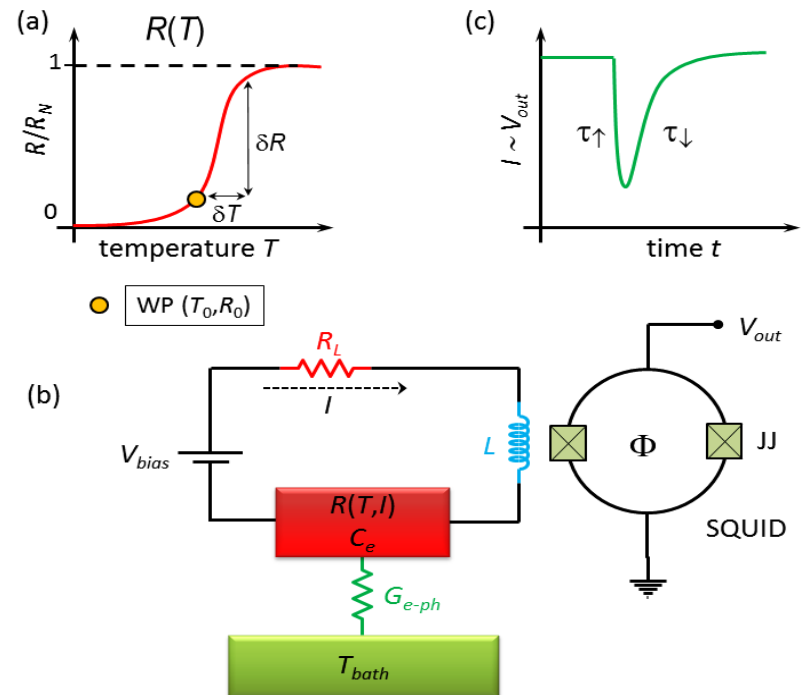 (a)
R(T)
1
R/R_N
δR
δT
0
temperature T
WP (T_0,R_0)
(c)
I ~ V_out
τ↑
τ↓
time t
(b)
R_L
I
V_bias
L
Φ
V_out
JJ
SQUID
R(T,I)
C_e
G_e-ph
T_bath